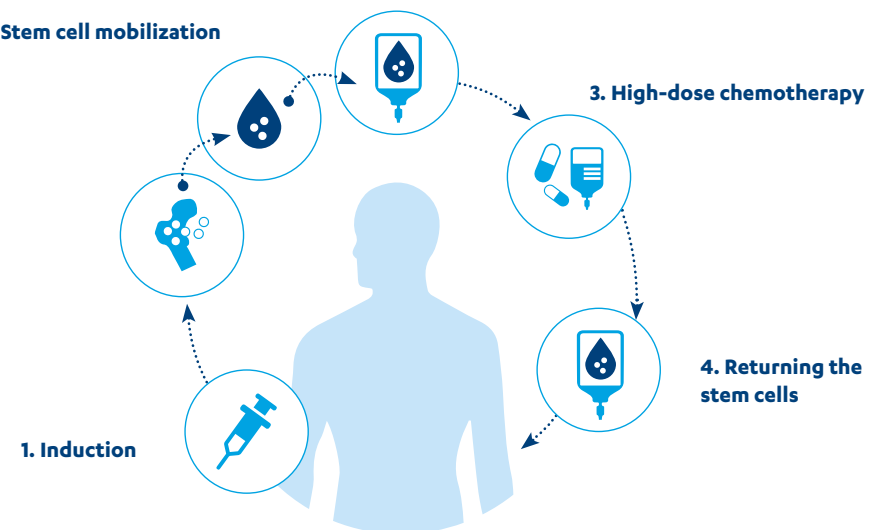 Stem cell mobilization
3. High-dose chemotherapy
4. Returning the
stem cells
1. Induction